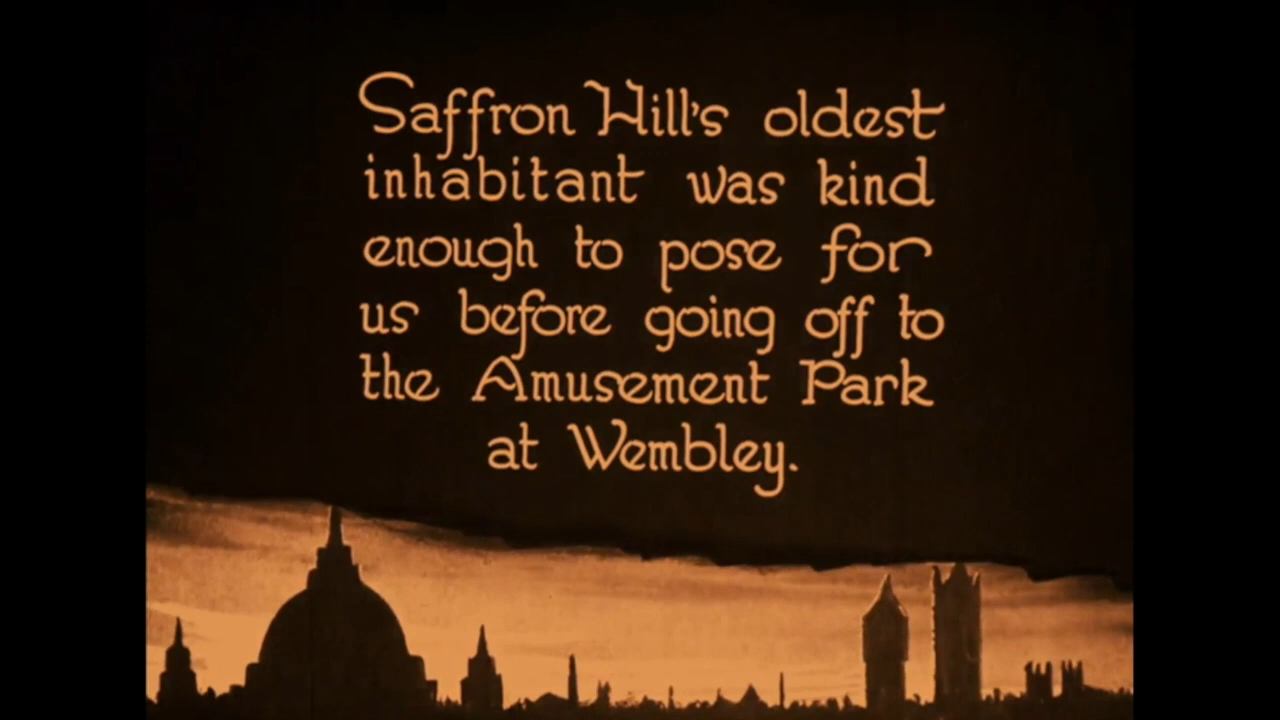 Saffron Hill's oldest
inhabitant was kind
enough to pose for
us before going off to
the Amusement Park
at Wembley.